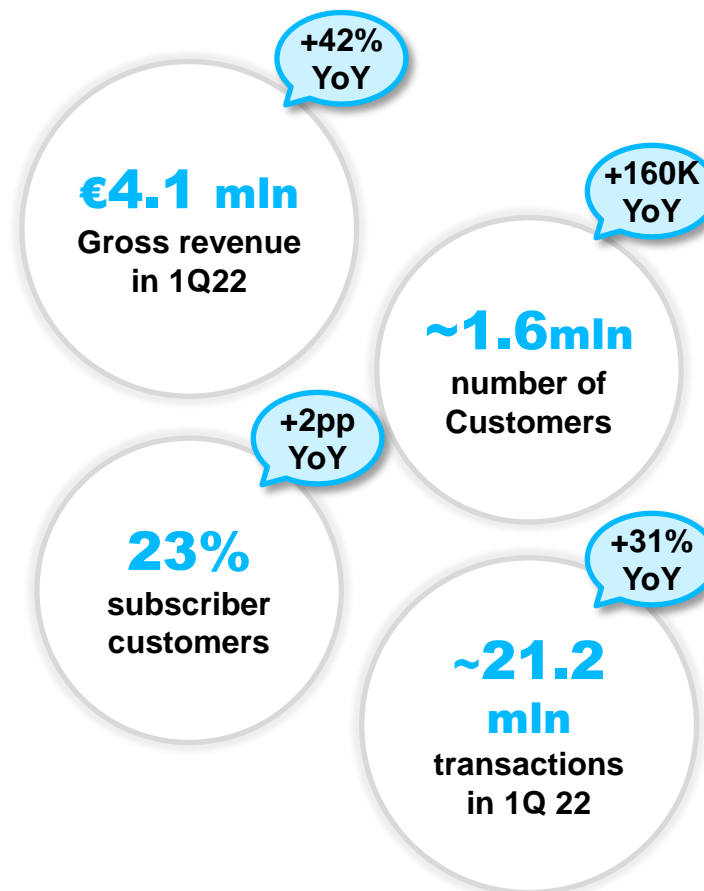 +42%
YoY
€4.1 mln
Gross revenue
in 1Q22
+160K
YoY
~1.6mln
number of
Customers
+2pp
YoY
23%
subscriber
customers
+31%
YoY
~21.2
mln
transactions
in 1Q 22